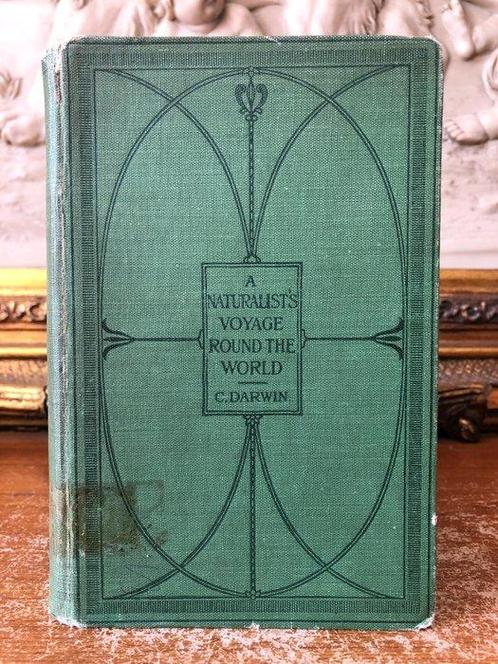 A
NATURALIST'S
VOYAGE
ROUND THE
WORLD
C. DARWIN